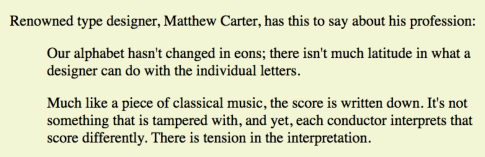 Renowned type designer, Matthew Carter, has this to say about his profession:
Our alphabet hasn't changed in eons; there isn't much latitude in what a
designer can do with the individual letters.
Much like a piece of classical music, the score is written down. It's not
something that is tampered with, and yet, each conductor interprets that
score differently. There is tension in the interpretation.